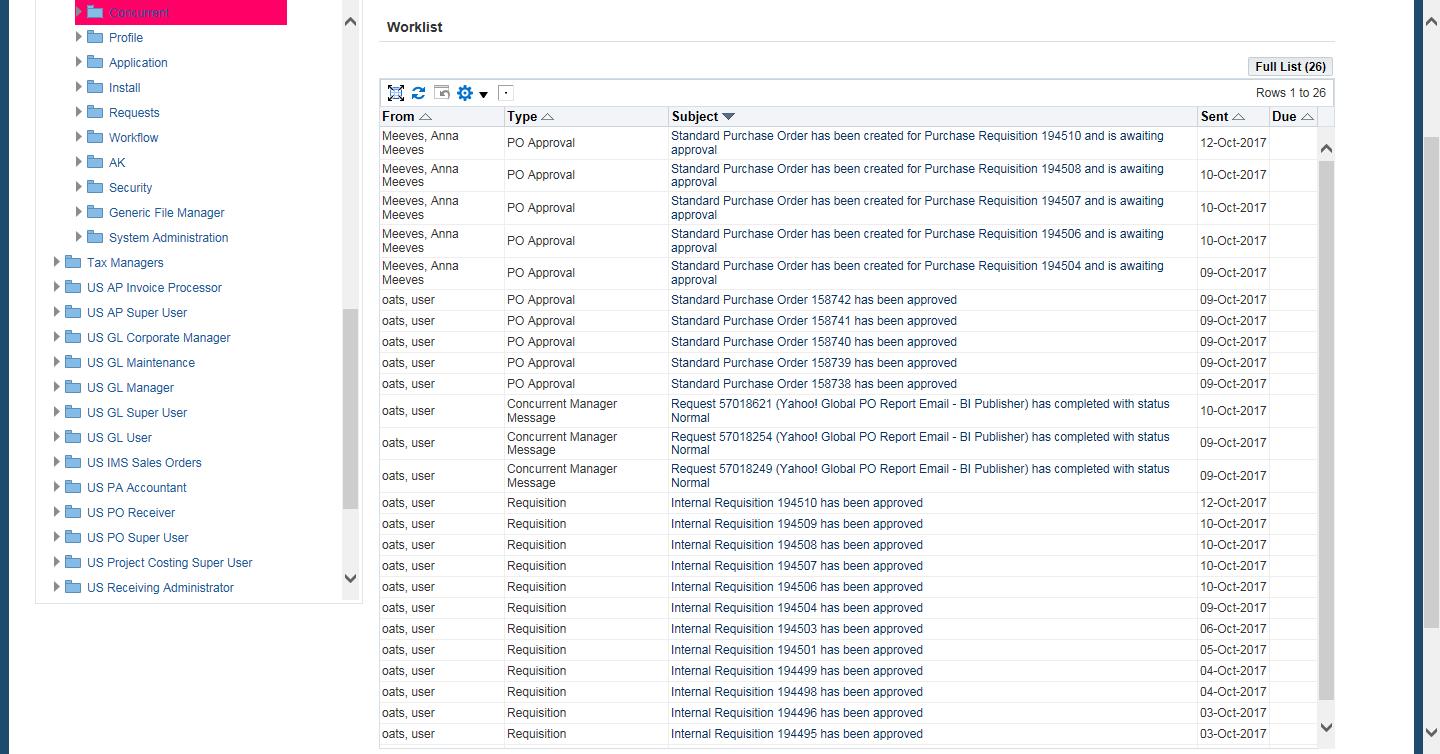 Concurrent
Profile
Application
Install
Requests
Workflow
AK
Security
Generic File Manager
System Administration
Tax Managers
US AP Invoice Processor
US AP Super User
US GL Corporate Manager
US GL Maintenance
US GL Manager
US GL Super User
US GL User
US IMS Sales Orders
US PA Accountant
US PO Receiver
US PO Super User
US Project Costing Super User
US Receiving Administrator
Worklist
Full List (26)
Rows 1 to 26
From Type Subject Sent Due
Meeves, Anna Meeves PO Approval Standard Purchase Order has been created for Purchase Requisition 194510 and is awaiting approval 12-Oct-2017
Meeves, Anna Meeves PO Approval Standard Purchase Order has been created for Purchase Requisition 194508 and is awaiting approval 10-Oct-2017
Meeves, Anna Meeves PO Approval Standard Purchase Order has been created for Purchase Requisition 194507 and is awaiting approval 10-Oct-2017
Meeves, Anna Meeves PO Approval Standard Purchase Order has been created for Purchase Requisition 194506 and is awaiting approval 10-Oct-2017
Meeves, Anna Meeves PO Approval Standard Purchase Order has been created for Purchase Requisition 194504 and is awaiting approval 09-Oct-2017
oats, user PO Approval Standard Purchase Order 158742 has been approved 09-Oct-2017
oats, user PO Approval Standard Purchase Order 158741 has been approved 09-Oct-2017
oats, user PO Approval Standard Purchase Order 158740 has been approved 09-Oct-2017
oats, user PO Approval Standard Purchase Order 158739 has been approved 09-Oct-2017
oats, user PO Approval Standard Purchase Order 158738 has been approved 09-Oct-2017
oats, user Concurrent Manager Message Request 57018621 (Yahoo! Global PO Report Email - BI Publisher) has completed with status Normal 10-Oct-2017
oats, user Concurrent Manager Message Request 57018254 (Yahoo! Global PO Report Email - BI Publisher) has completed with status Normal 09-Oct-2017
oats, user Concurrent Manager Message Request 57018249 (Yahoo! Global PO Report Email - BI Publisher) has completed with status Normal 09-Oct-2017
oats, user Requisition Internal Requisition 194510 has been approved 12-Oct-2017
oats, user Requisition Internal Requisition 194509 has been approved 10-Oct-2017
oats, user Requisition Internal Requisition 194508 has been approved 10-Oct-2017
oats, user Requisition Internal Requisition 194507 has been approved 10-Oct-2017
oats, user Requisition Internal Requisition 194506 has been approved 10-Oct-2017
oats, user Requisition Internal Requisition 194504 has been approved 09-Oct-2017
oats, user Requisition Internal Requisition 194503 has been approved 06-Oct-2017
oats, user Requisition Internal Requisition 194501 has been approved 05-Oct-2017
oats, user Requisition Internal Requisition 194499 has been approved 04-Oct-2017
oats, user Requisition Internal Requisition 194498 has been approved 04-Oct-2017
oats, user Requisition Internal Requisition 194496 has been approved 03-Oct-2017
oats, user Requisition Internal Requisition 194495 has been approved 03-Oct-2017